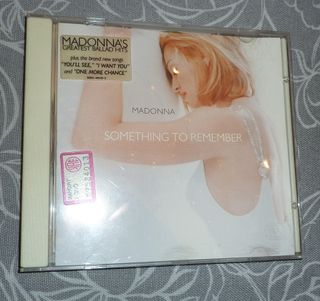 MADONNA'S
GREATEST BALLAD HITS
plus the brand new songs
"YOU'LL SEE," "I WANT YOU"
and "ONE MORE CHANCE"
MADONNA
SOMETHING TO REMEMBER